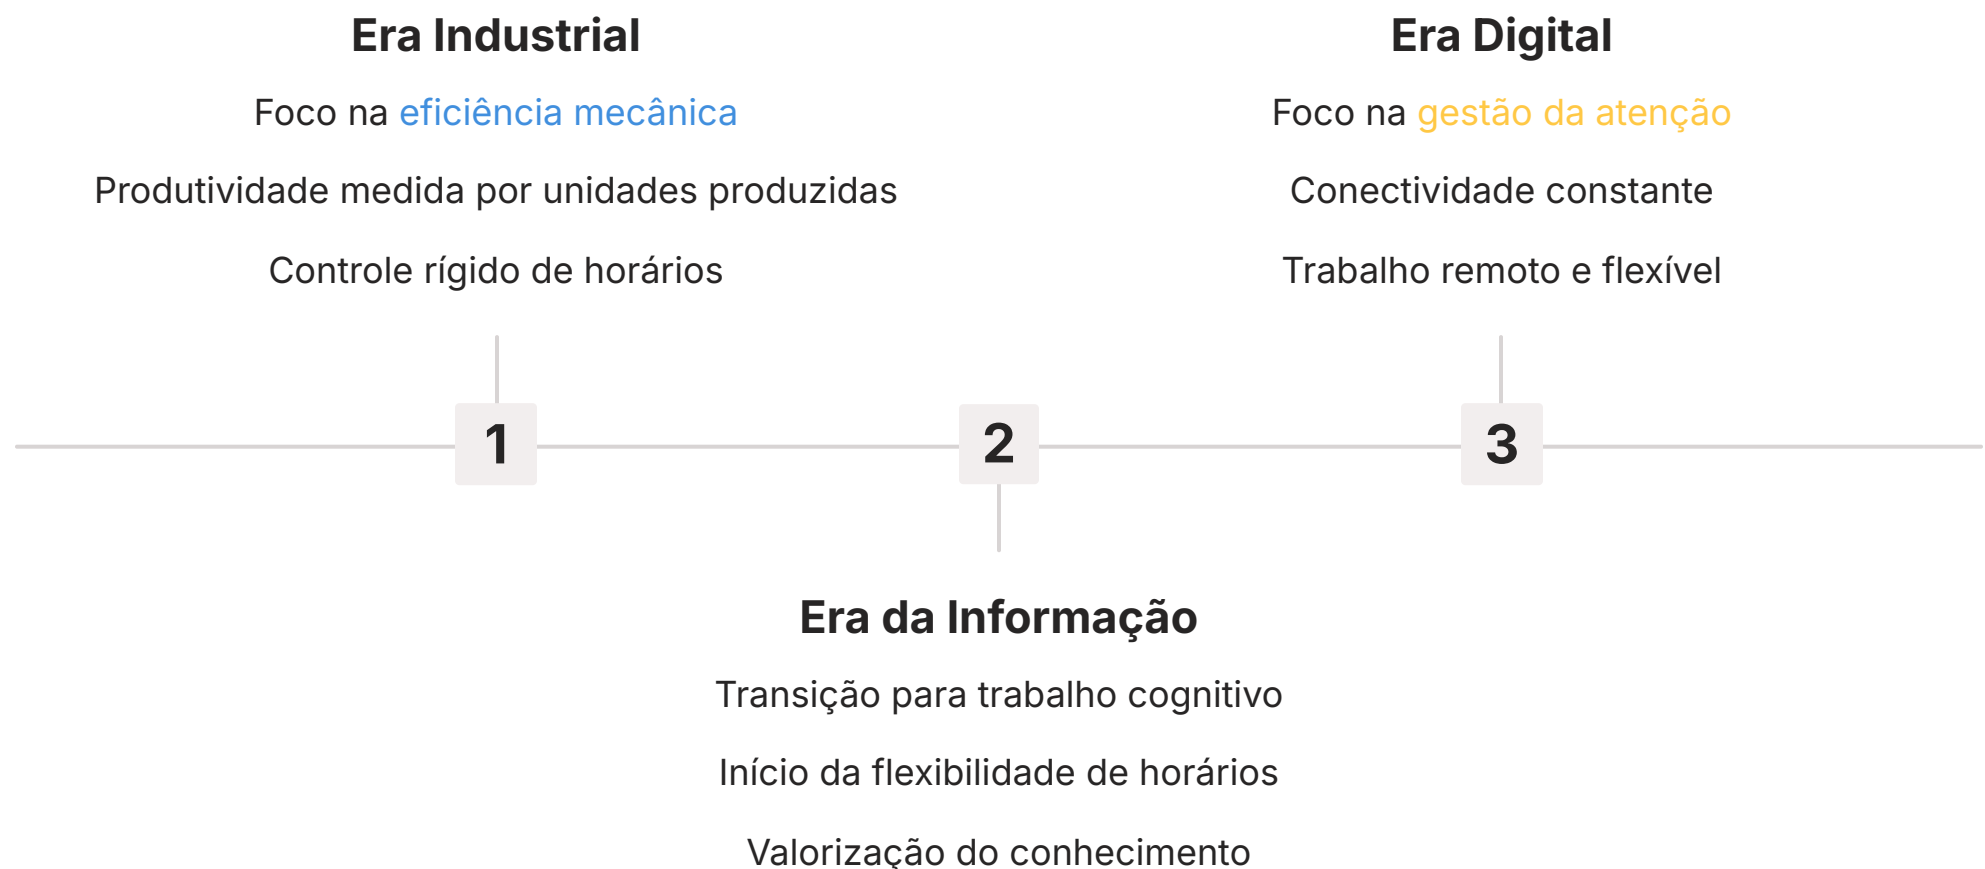 Era Industrial
Foco na eficiência mecânica
Produtividade medida por unidades produzidas
Controle rígido de horários
Era Digital
Foco na gestão da atenção
Conectividade constante
Trabalho remoto e flexível
1
2
3
Era da Informação
Transição para trabalho cognitivo
Início da flexibilidade de horários
Valorização do conhecimento